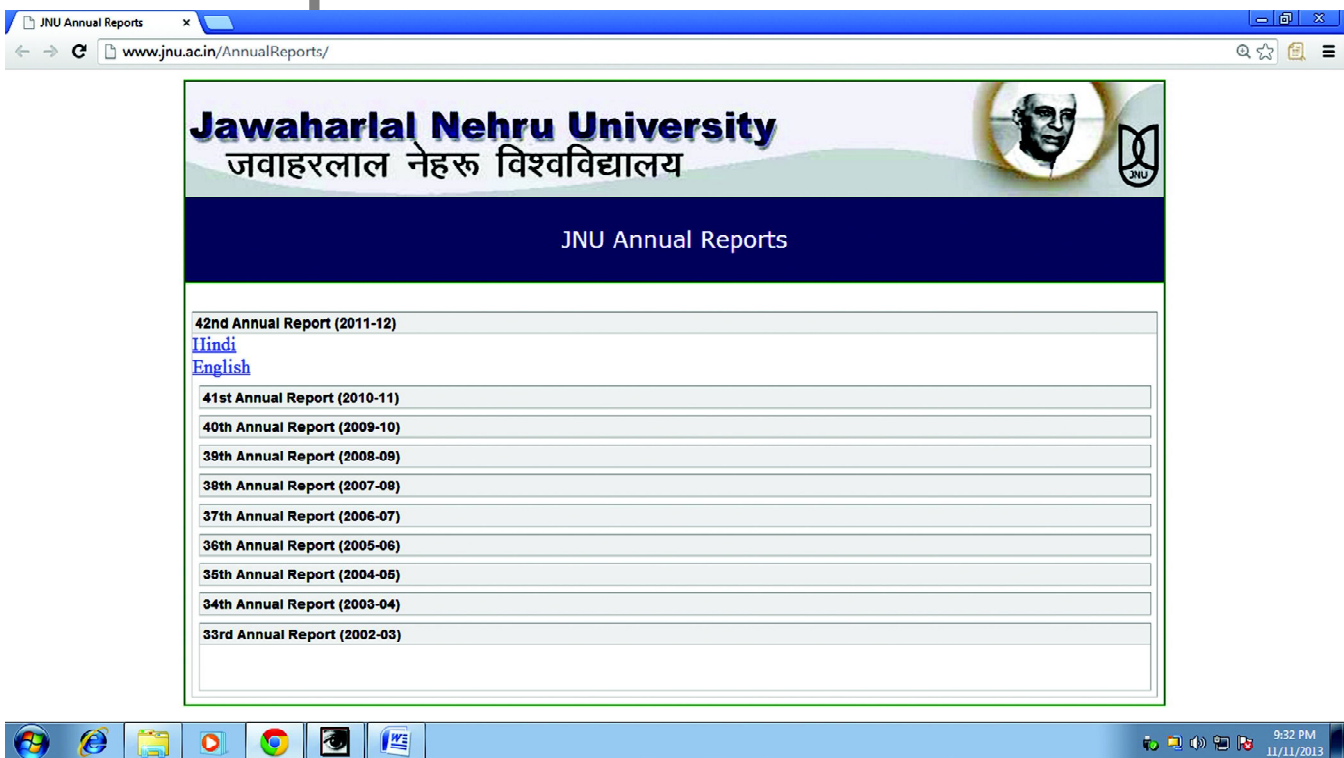 JNU Annual Reports
www.jnu.ac.in/AnnualReports/
Jawaharlal Nehru University
जवाहरलाल नेहरू विश्वविद्यालय
JNU
JNU Annual Reports
42nd Annual Report (2011-12)
Hindi
English
41st Annual Report (2010-11)
40th Annual Report (2009-10)
39th Annual Report (2008-09)
38th Annual Report (2007-08)
37th Annual Report (2006-07)
36th Annual Report (2005-06)
35th Annual Report (2004-05)
34th Annual Report (2003-04)
33rd Annual Report (2002-03)
9:32 PM
11/11/2013